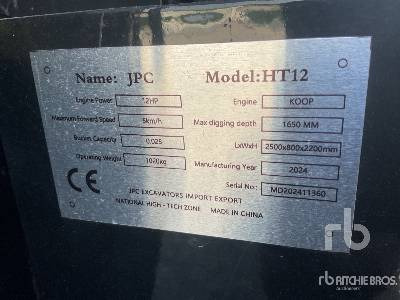 Name: JPC Model:HT12
Engine Power 12HP Engine KOOP
Maximum Forward Speed 5km/h Max digging depth 1650 MM
Bucket Capacity 0.025 LxWxH 2500x800x2200mm
Operating Weight 1020kg Manufacturing Year 2024
Serial No.: MD202411360
CE
JPC EXCAVATORS IMPORT EXPORT
NATIONAL HIGH - TECH ZONE MADE IN CHINA
rb
rb RITCHIE BROS.